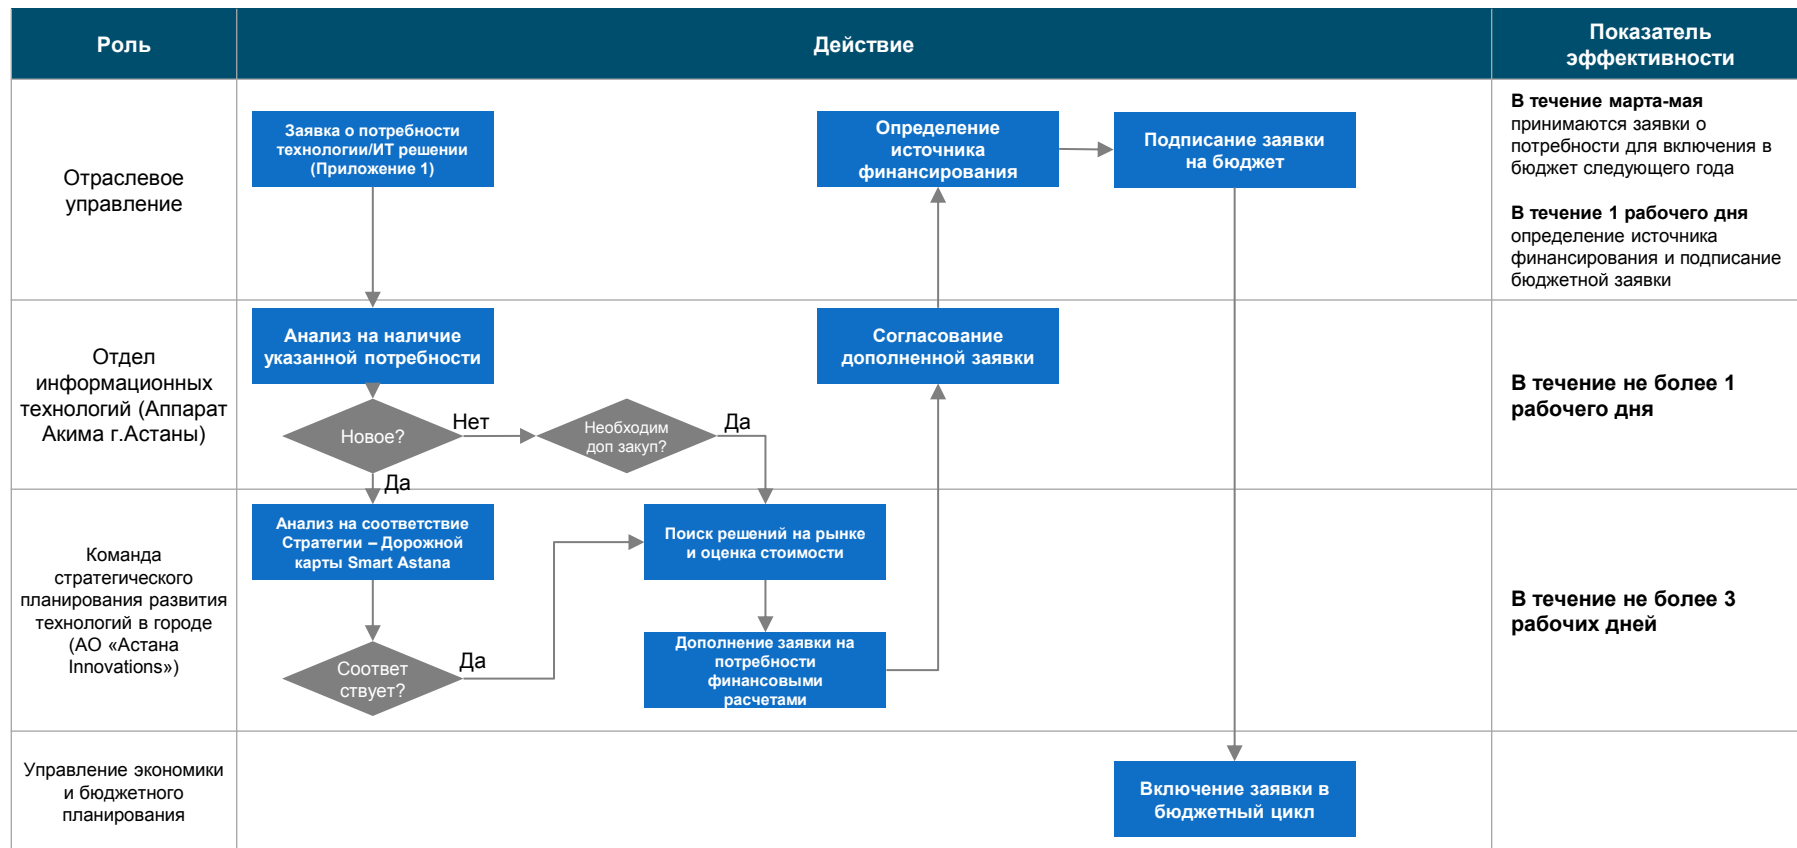 Роль
Действие
Показатель
эффективности
Отраслевое
управление
Заявка о потребности
технологии/ИТ решении
(Приложение 1)
Определение
источника
финансирования
Подписание заявки
на бюджет
В течение марта-мая
принимаются заявки о
потребности для включения в
бюджет следующего года
В течение 1 рабочего дня
определение источника
финансирования и подписание
бюджетной заявки
Отдел
информационных
технологий (Аппарат
Акима г.Астаны)
Анализ на наличие
указанной потребности
Новое?
Нет
Необходим
доп закуп?
Да
Да
Согласование
дополненной заявки
В течение не более 1
рабочего дня
Команда
стратегического
планирования развития
технологий в городе
(АО «Астана
Innovations»)
Анализ на соответствие
Стратегии – Дорожной
карты Smart Astana
Соответ
ствует?
Да
Поиск решений на рынке
и оценка стоимости
Дополнение заявки на
потребности
финансовыми
расчетами
В течение не более 3
рабочих дней
Управление экономики
и бюджетного
планирования
Включение заявки в
бюджетный цикл